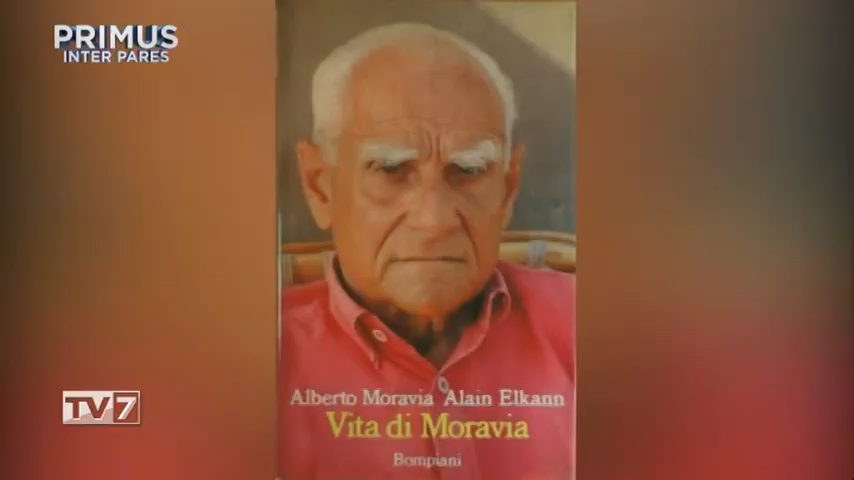 PRIMUS
INTER PARES
Alberto Moravia Alain Elkann
Vita di Moravia
Bompiani
TV7